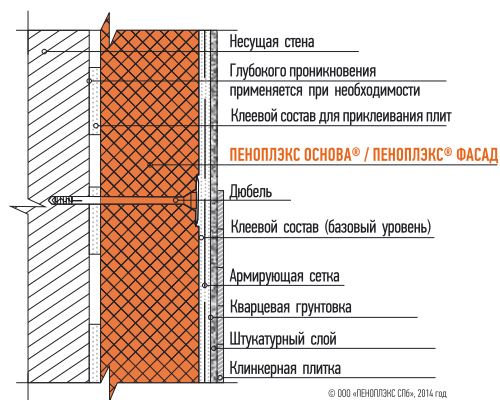 Несущая стена
Глубокого проникновения
применяется при необходимости
Клеевой состав для приклеивания плит
ПЕНОПЛЭКС ОСНОВА® / ПЕНОПЛЭКС® ФАСАД
Дюбель
Клеевой состав (базовый уровень)
Армирующая сетка
Кварцевая грунтовка
Штукатурный слой
Клинкерная плитка
© ООО «ПЕНОПЛЭКС СПб», 2014 год